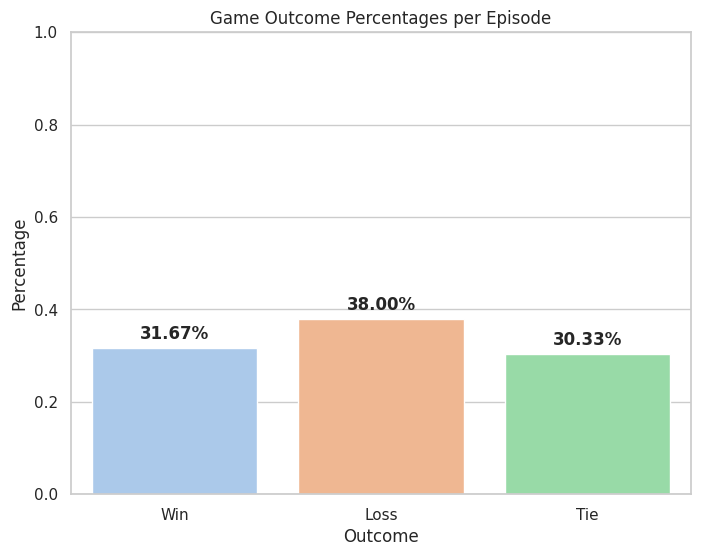 Game Outcome Percentages per Episode
1.0
0.8
0.6
0.4
0.2
0.0
Percentage
31.67%
38.00%
30.33%
Win
Loss
Tie
Outcome